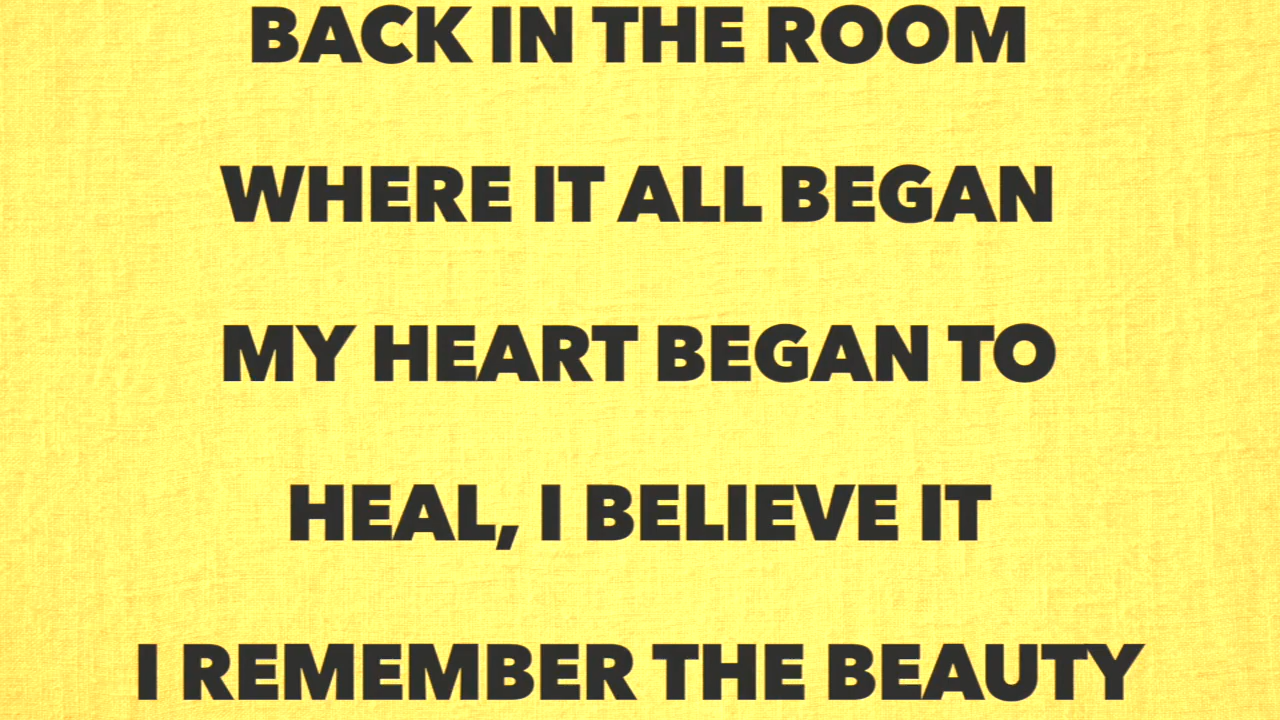 BACK IN THE ROOM
WHERE IT ALL BEGAN
MY HEART BEGAN TO
HEAL, I BELIEVE IT
I REMEMBER THE BEAUTY